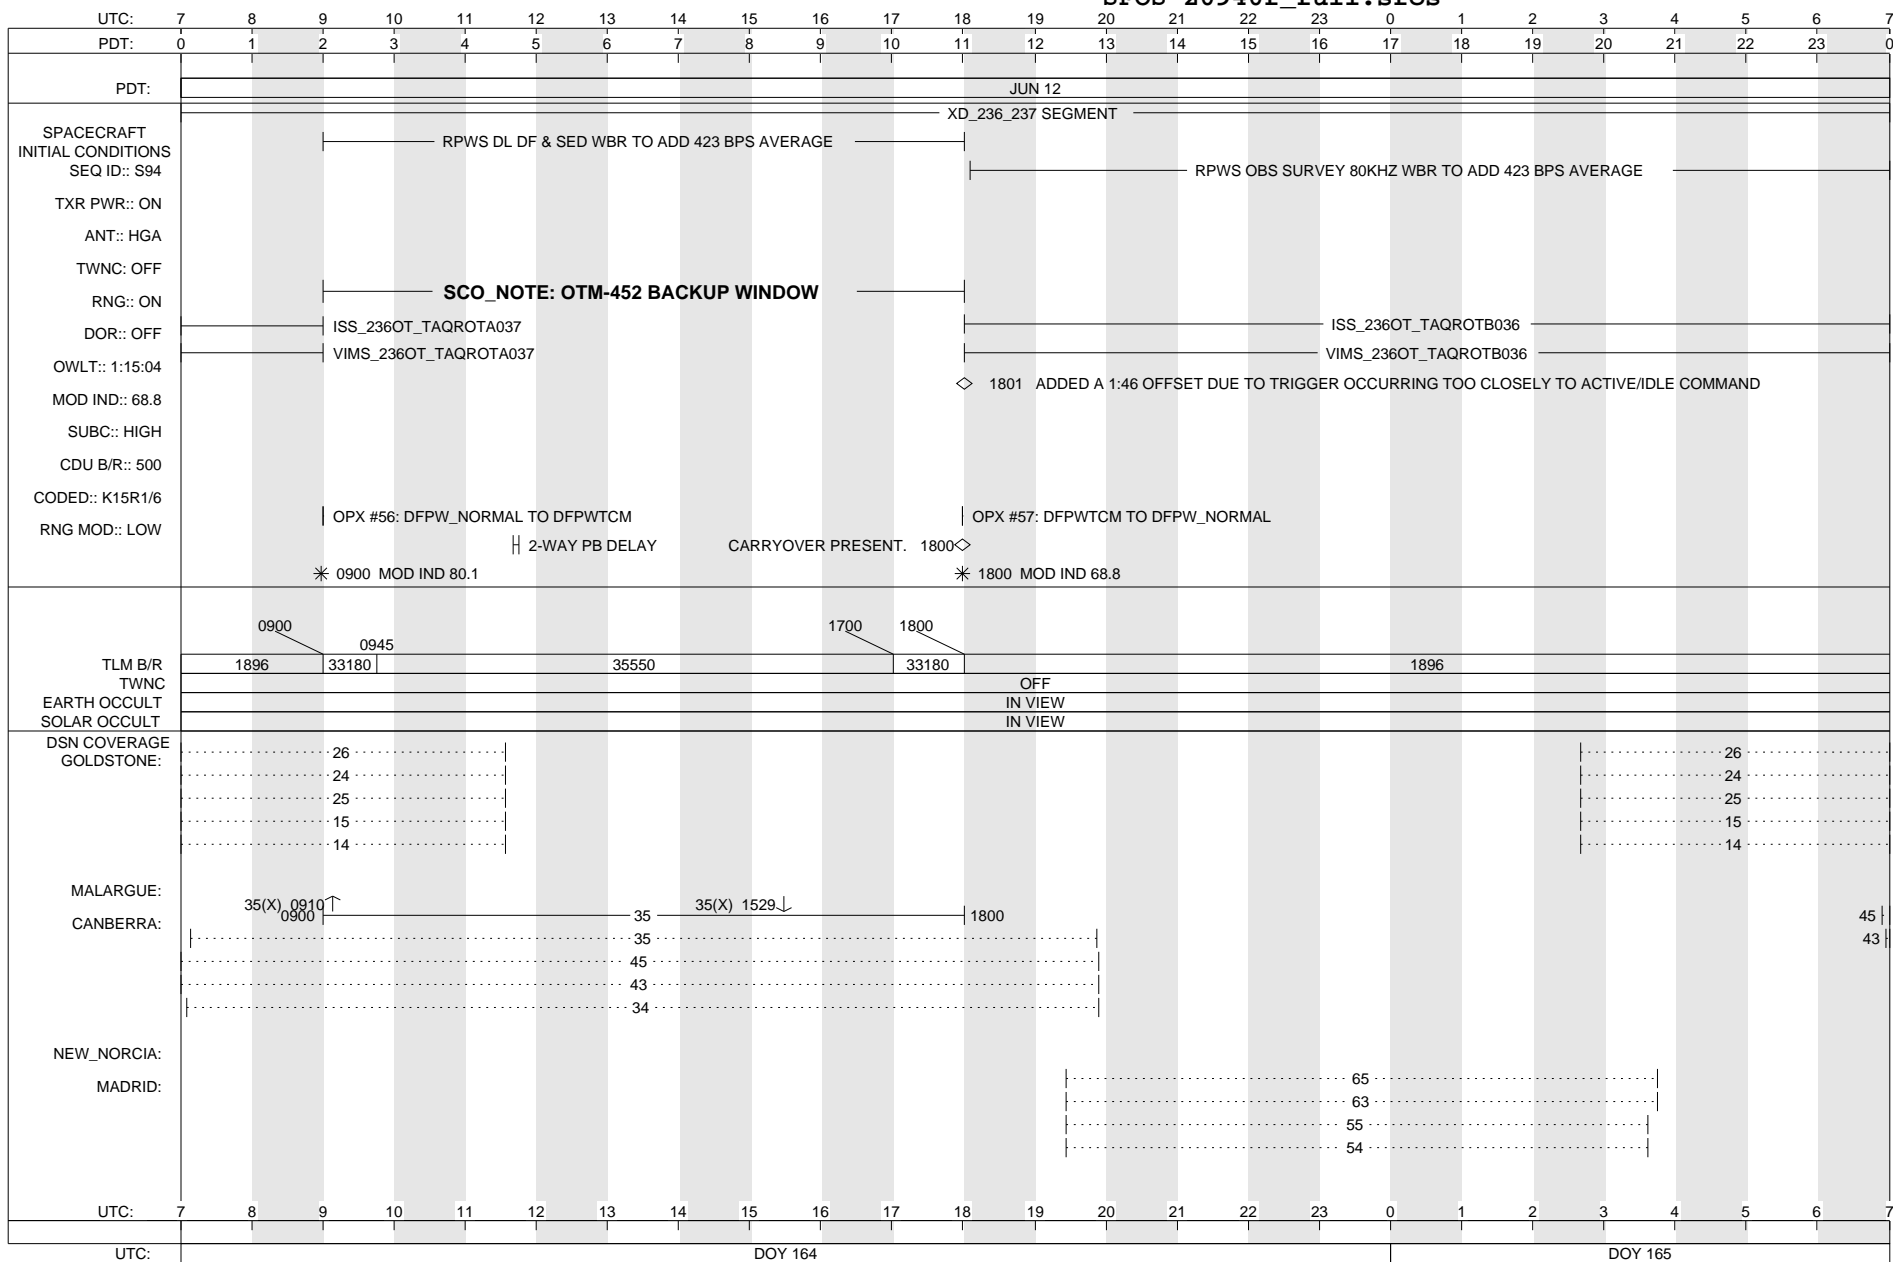 UTC: 7 8 9 10 11 12 13 14 15 16 17 18 19 20 21 22 23 0 1 2 3 4 5 6 7
PDT: 0 1 2 3 4 5 6 7 8 9 10 11 12 13 14 15 16 17 18 19 20 21 22 23 0
PDT: JUN 12
XD_236_237 SEGMENT
SPACECRAFT
INITIAL CONDITIONS
RPWS DL DF & SED WBR TO ADD 423 BPS AVERAGE
SEQ ID:: S94
RPWS OBS SURVEY 80KHZ WBR TO ADD 423 BPS AVERAGE
TXR PWR:: ON
ANT:: HGA
TWNC: OFF
RNG:: ON
SCO_NOTE: OTM-452 BACKUP WINDOW
DOR:: OFF
ISS_236OT_TAQROTA037
ISS_236OT_TAQROTB036
VIMS_236OT_TAQROTA037
VIMS_236OT_TAQROTB036
OWLT:: 1:15:04
1801 ADDED A 1:46 OFFSET DUE TO TRIGGER OCCURRING TOO CLOSELY TO ACTIVE/IDLE COMMAND
MOD IND:: 68.8
SUBC:: HIGH
CDU B/R:: 500
CODED:: K15R1/6
OPX #56: DFPW_NORMAL TO DFPWTCM
OPX #57: DFPWTCM TO DFPW_NORMAL
RNG MOD:: LOW
2-WAY PB DELAY
CARRYOVER PRESENT. 1800
0900 MOD IND 80.1
1800 MOD IND 68.8
0900 1700 1800
0945
TLM B/R 1896 33180 35550 33180 1896
TWNC OFF
EARTH OCCULT IN VIEW
SOLAR OCCULT IN VIEW
DSN COVERAGE
GOLDSTONE:
26 26
24 24
25 25
15 15
14 14
MALARGUE:
35(X) 0910 35(X) 1529
CANBERRA:
0900 35 1800 45
35 43
45
43
34
NEW_NORCIA:
MADRID:
65
63
55
54
UTC: 7 8 9 10 11 12 13 14 15 16 17 18 19 20 21 22 23 0 1 2 3 4 5 6 7
UTC: DOY 164 DOY 165